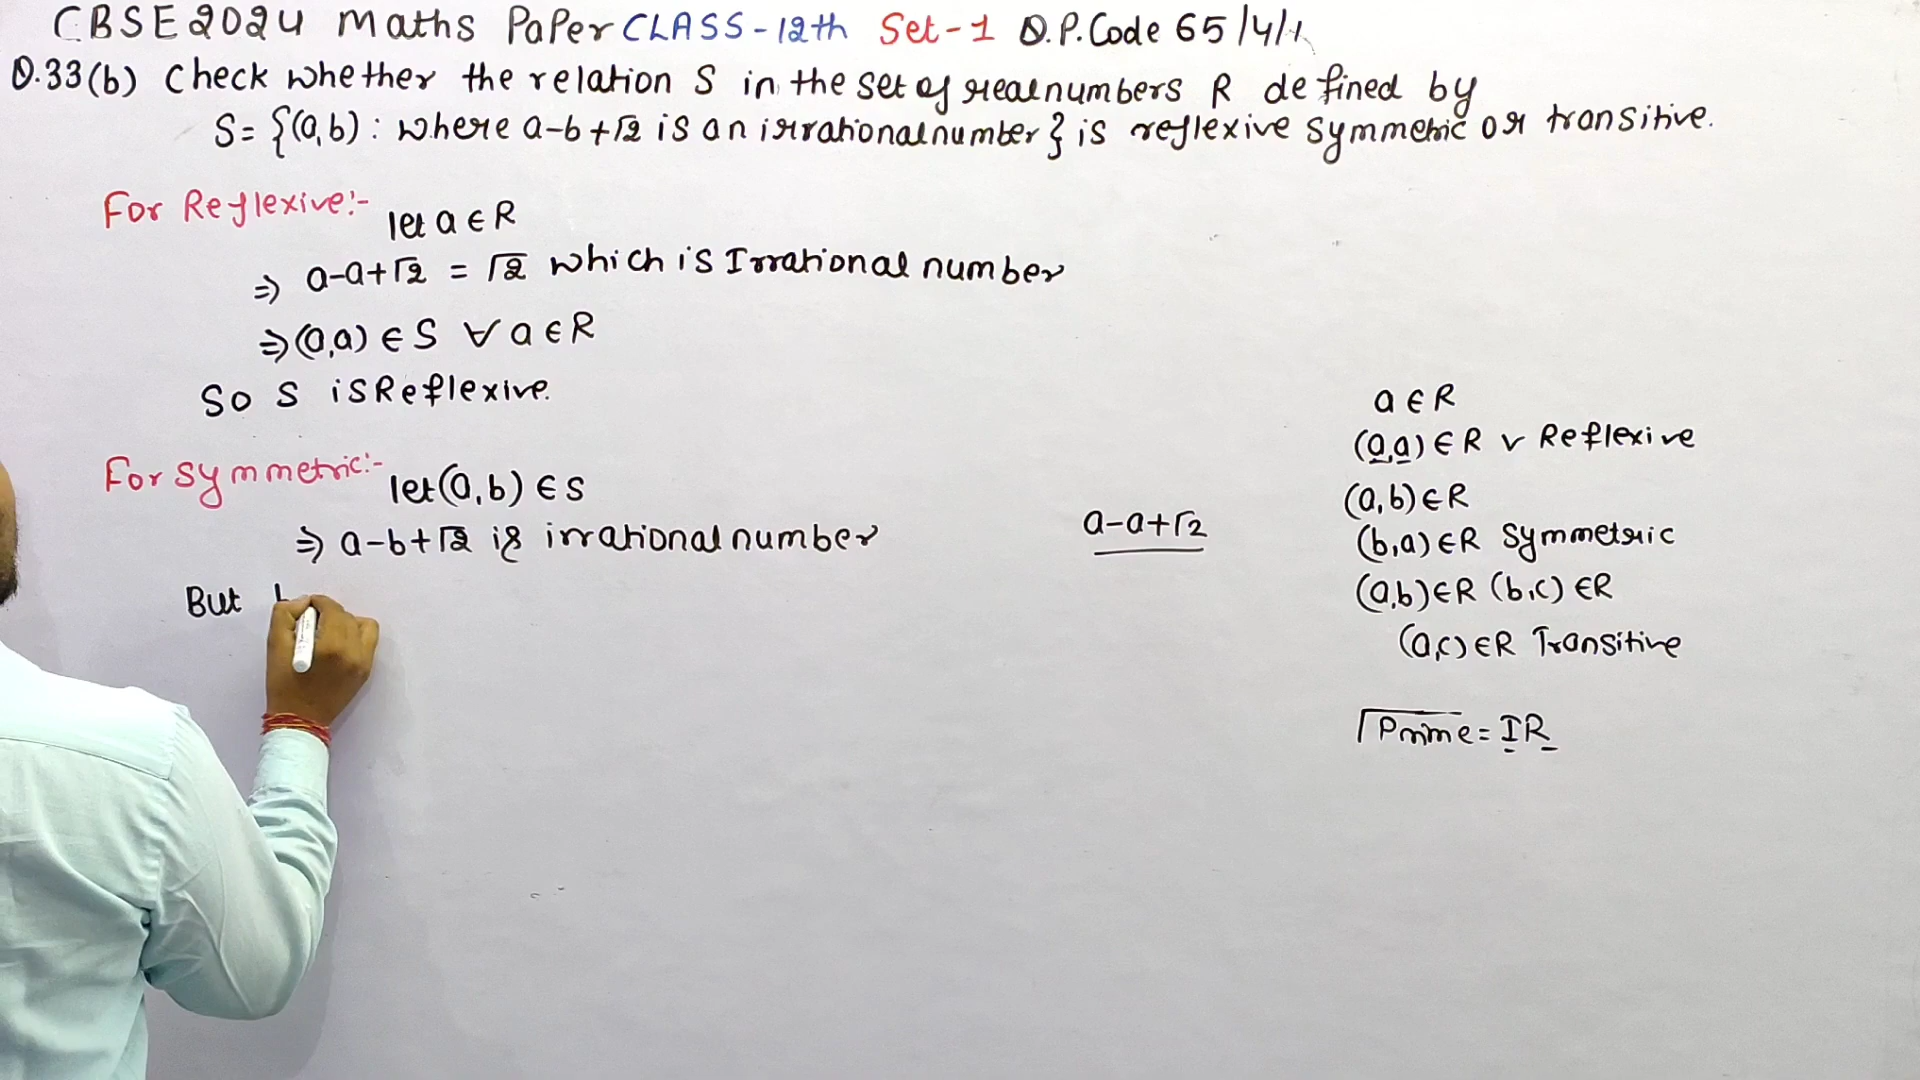 CBSE 2024 Maths Paper CLASS-12th Set-1 Q.P. Code 65/4/1
Q.33(b) Check whether the relation S in the set of real numbers R defined by
S= {(a,b) : where a-b+√2 is an irrational number} is reflexive symmetric or transitive.
For Reflexive:- let a ∈ R
⇒ a-a+√2 = √2 which is Irrational number
⇒ (a,a) ∈ S ∀ a ∈ R
So S is Reflexive.
For Symmetric:- let (a,b) ∈ S
⇒ a-b+√2 is irrational number
But
a-a+√2
a ∈ R
(a,a) ∈ R v Reflexive
(a,b) ∈ R
(b,a) ∈ R Symmetric
(a,b) ∈ R (b,c) ∈ R
(a,c) ∈ R Transitive
√Prime = IR